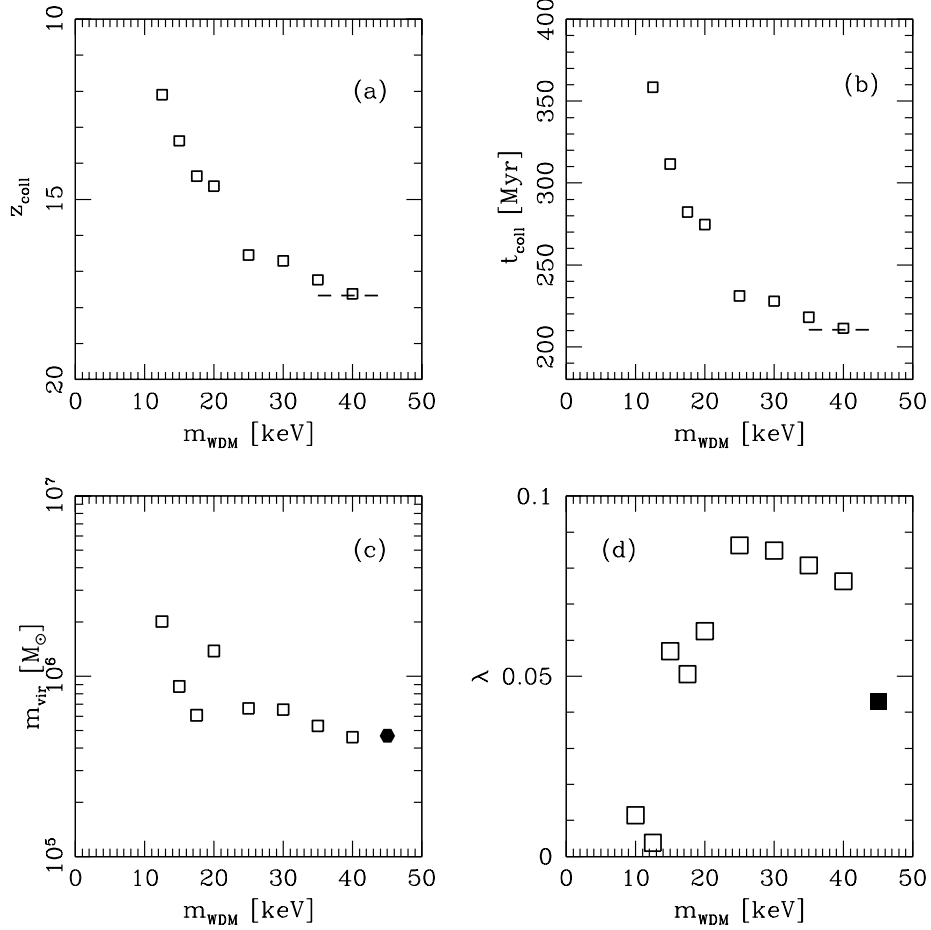 10
15
20
z_coll
(a)
0 10 20 30 40 50
m_WDM [keV]
400
350
300
250
200
t_coll [Myr]
(b)
0 10 20 30 40 50
m_WDM [keV]
10^7
10^6
10^5
m_vir [M_⊙]
(c)
0 10 20 30 40 50
m_WDM [keV]
0.1
0.05
0
λ
(d)
0 10 20 30 40 50
m_WDM [keV]